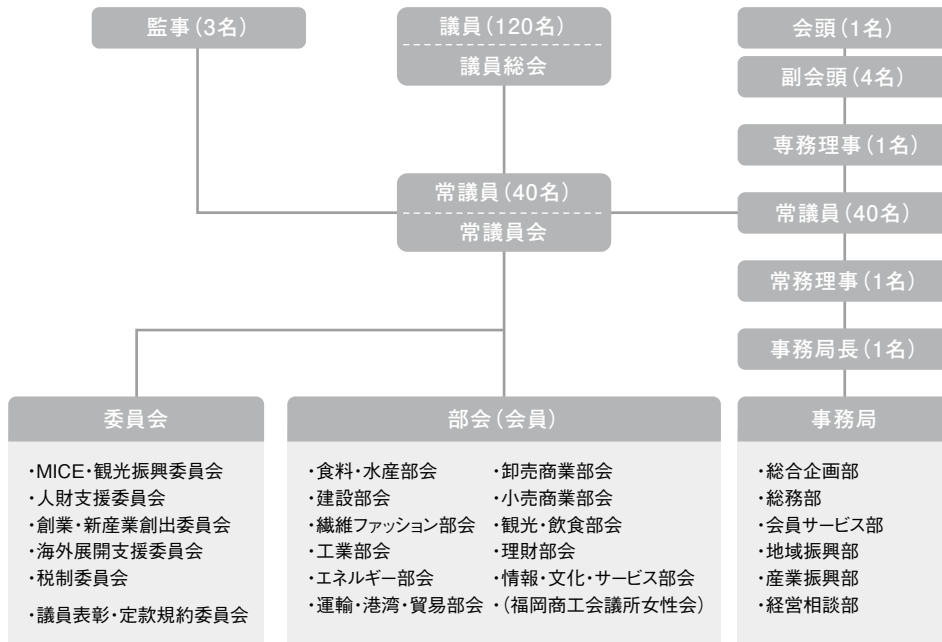 監事(3名)
議員(120名)
議員総会
会頭(1名)
副会頭(4名)
専務理事(1名)
常議員(40名)
常議員会
常議員(40名)
常務理事(1名)
事務局長(1名)
委員会
・MICE・観光振興委員会
・人財支援委員会
・創業・新産業創出委員会
・海外展開支援委員会
・税制委員会
・議員表彰・定款規約委員会
部会(会員)
・食料・水産部会
・建設部会
・繊維ファッション部会
・工業部会
・エネルギー部会
・運輸・港湾・貿易部会
・卸売商業部会
・小売商業部会
・観光・飲食部会
・理財部会
・情報・文化・サービス部会
・(福岡商工会議所女性会)
事務局
・総合企画部
・総務部
・会員サービス部
・地域振興部
・産業振興部
・経営相談部